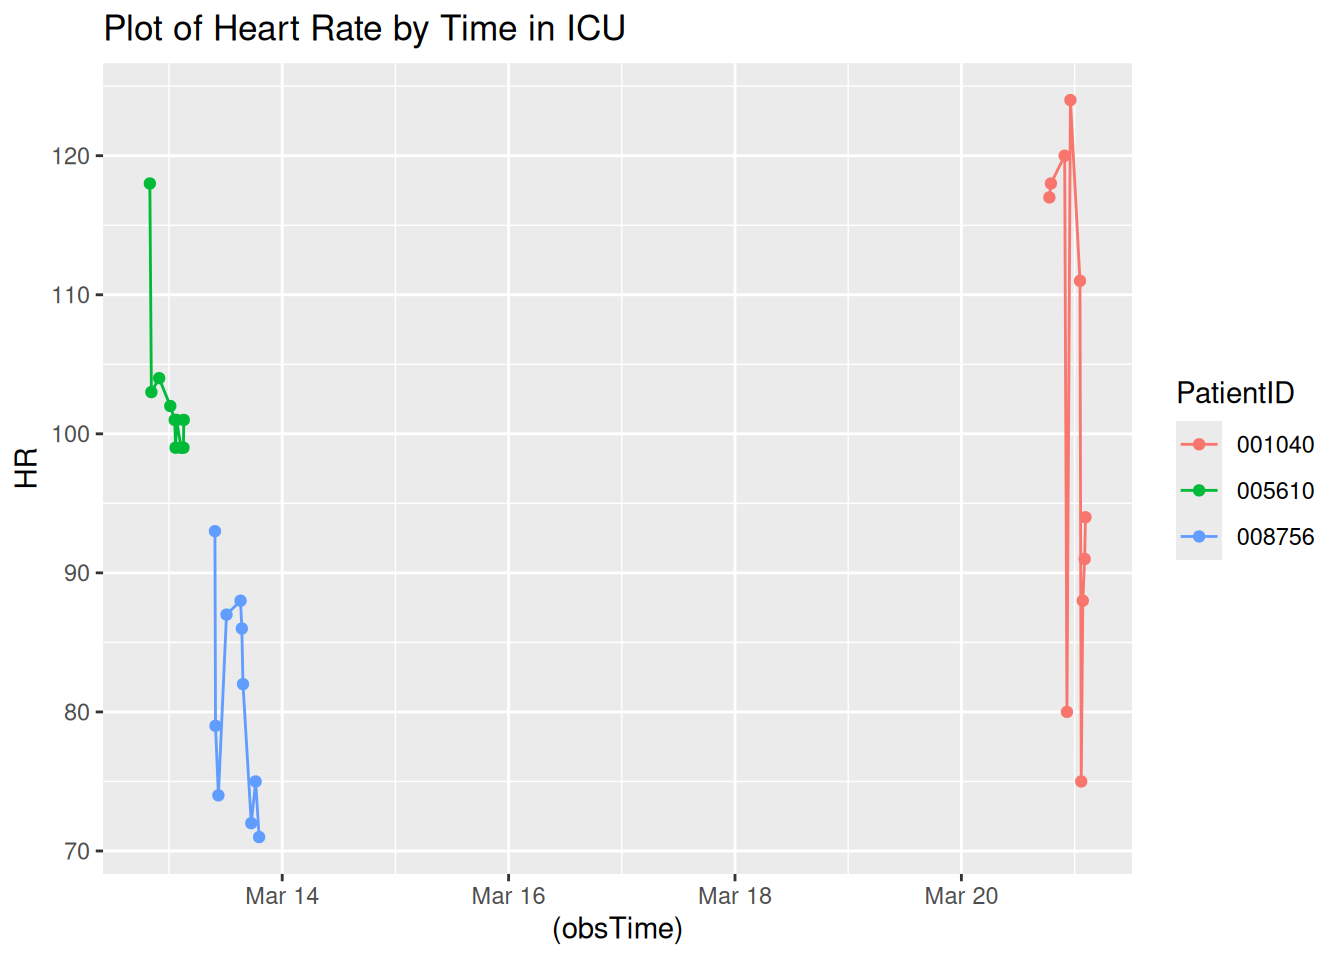 Plot of Heart Rate by Time in ICU
120
110
100
90
80
70
HR
Mar 14
Mar 16
Mar 18
Mar 20
(obsTime)
PatientID
001040
005610
008756